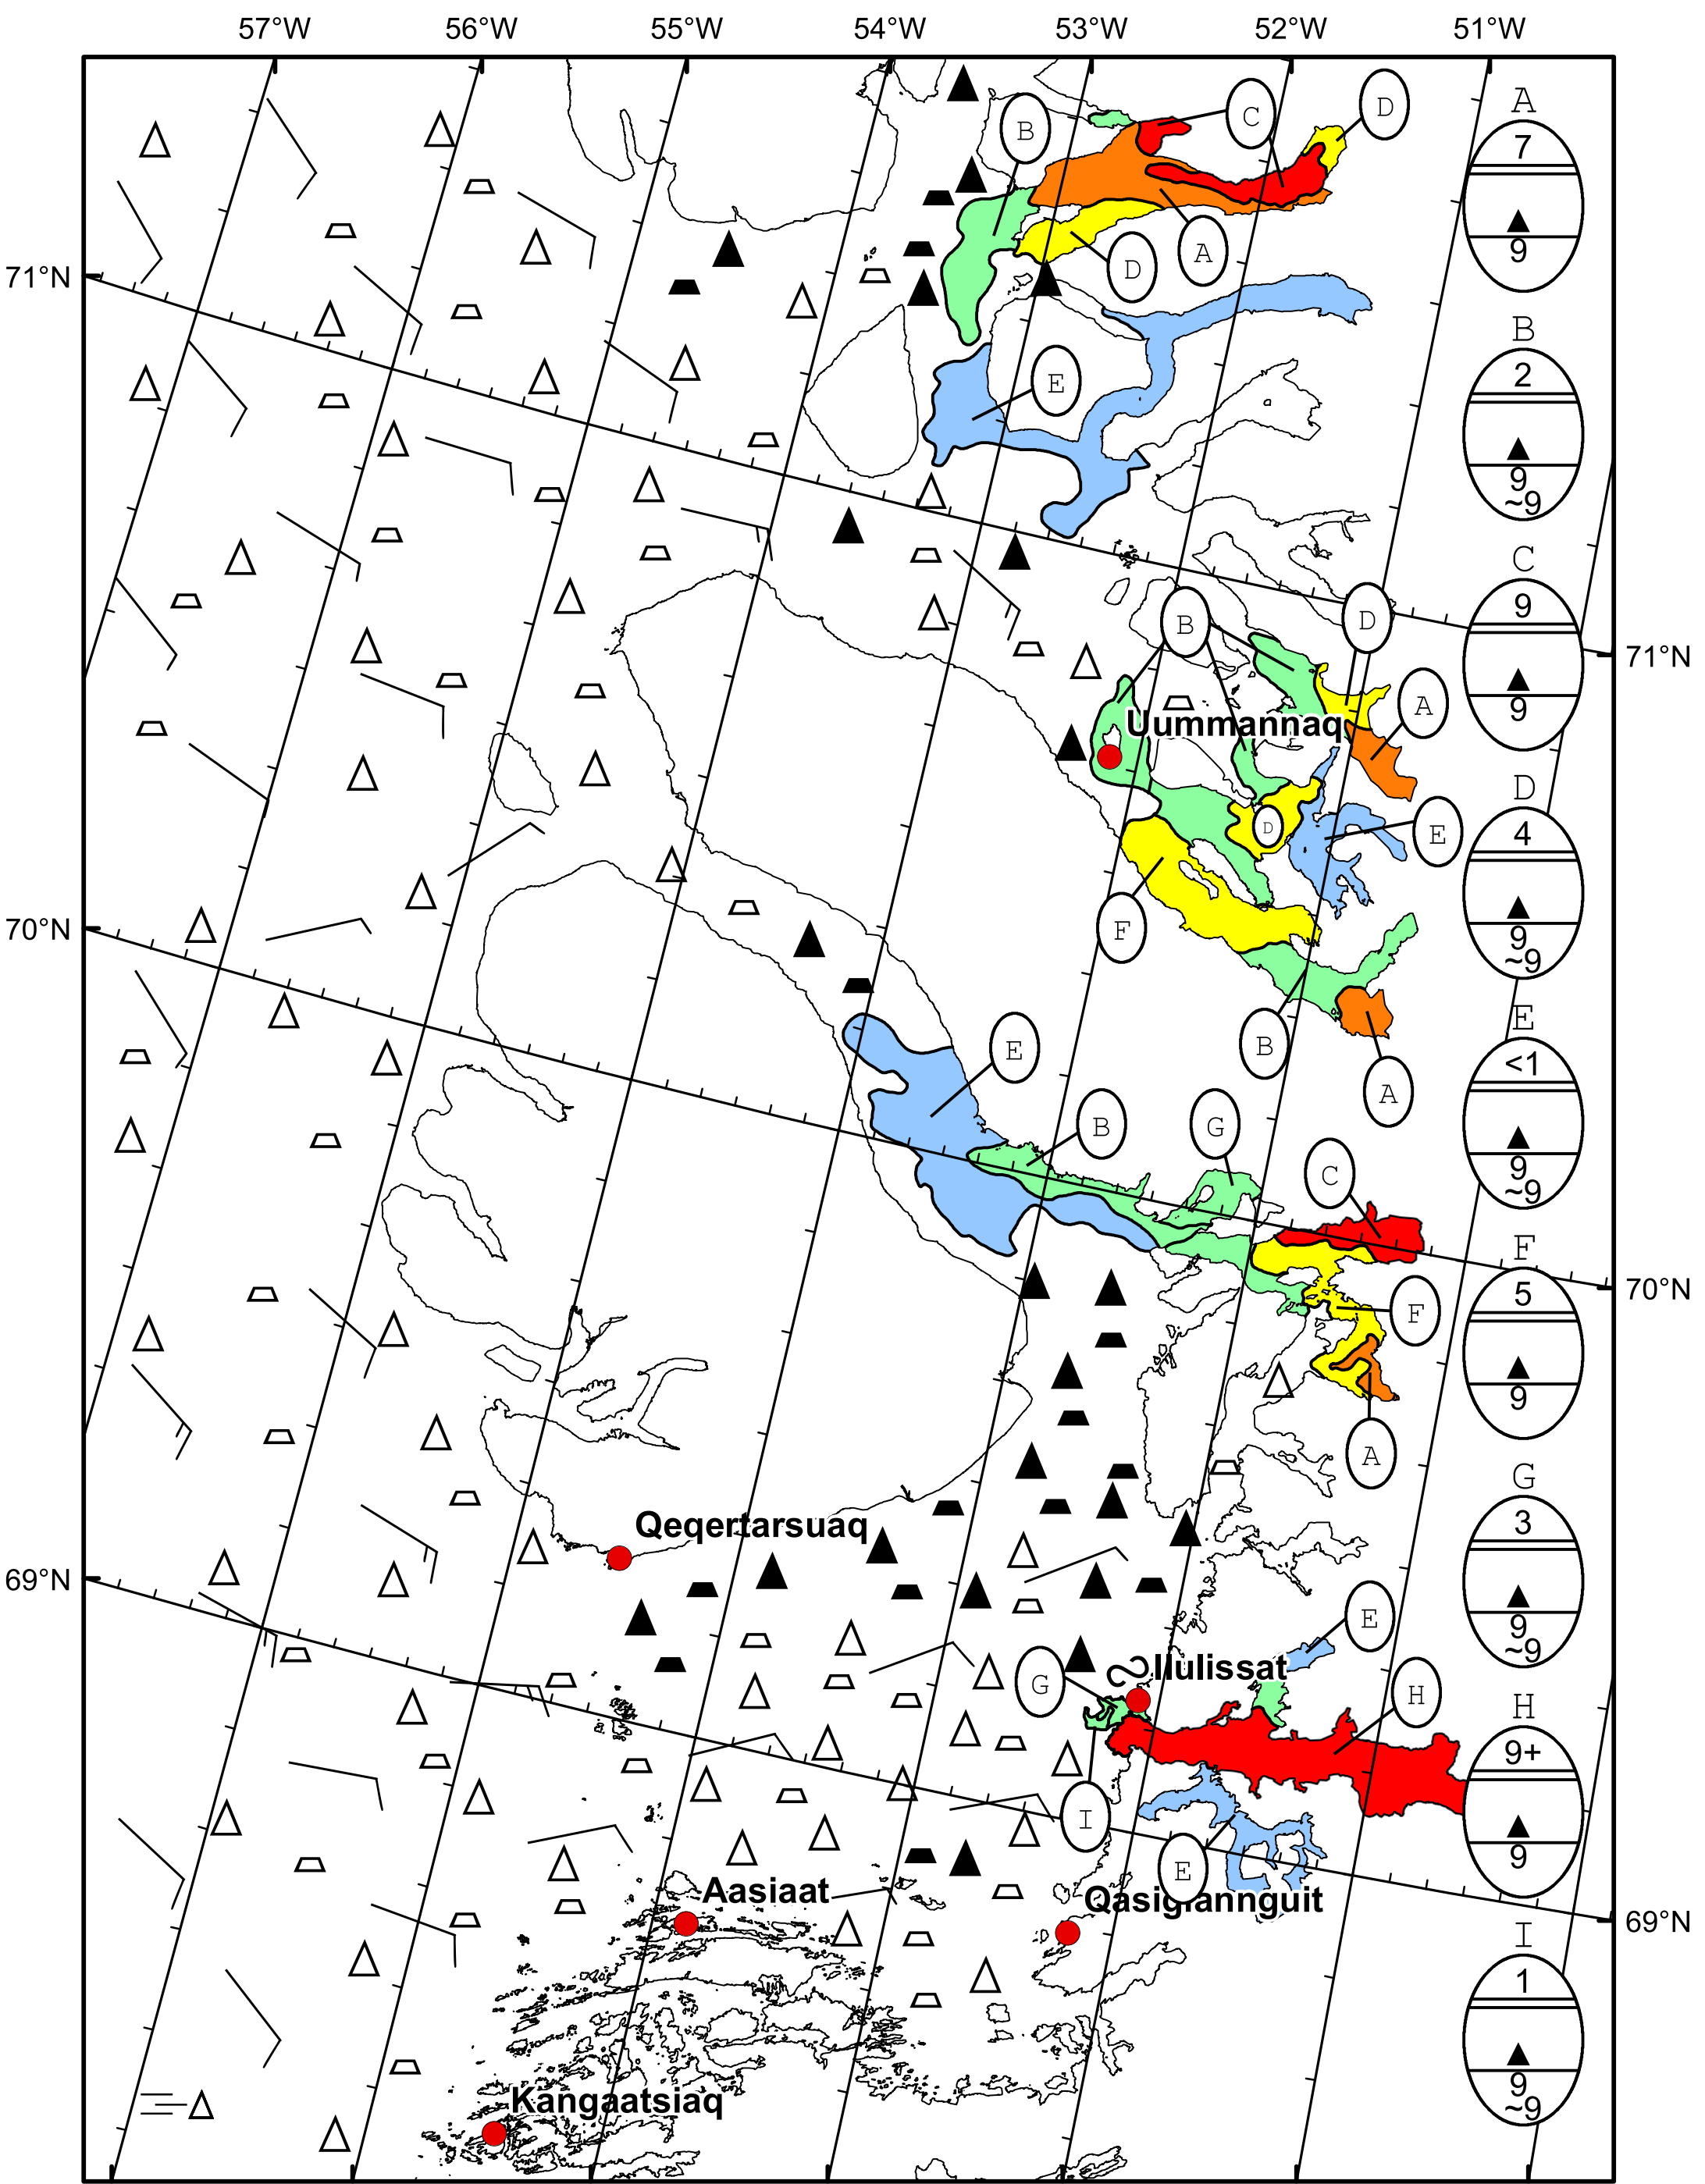 57°W 56°W 55°W 54°W 53°W 52°W 51°W
A
D
C
B
7
9
A
D
71°N
B
2
9
~9
E
C
9
9
D
B
71°N
A
Uummannaq
D
4
9
~9
D
E
F
70°N
B
E
<1
9
~9
E
A
B
G
C
F
5
9
70°N
F
A
G
3
9
~9
Qeqertarsuaq
69°N
E
Ilulissat
G
H
H
9+
9
I
E
Aasiaat
Qasigiannguit
69°N
I
1
9
~9
Kangaatsiaq